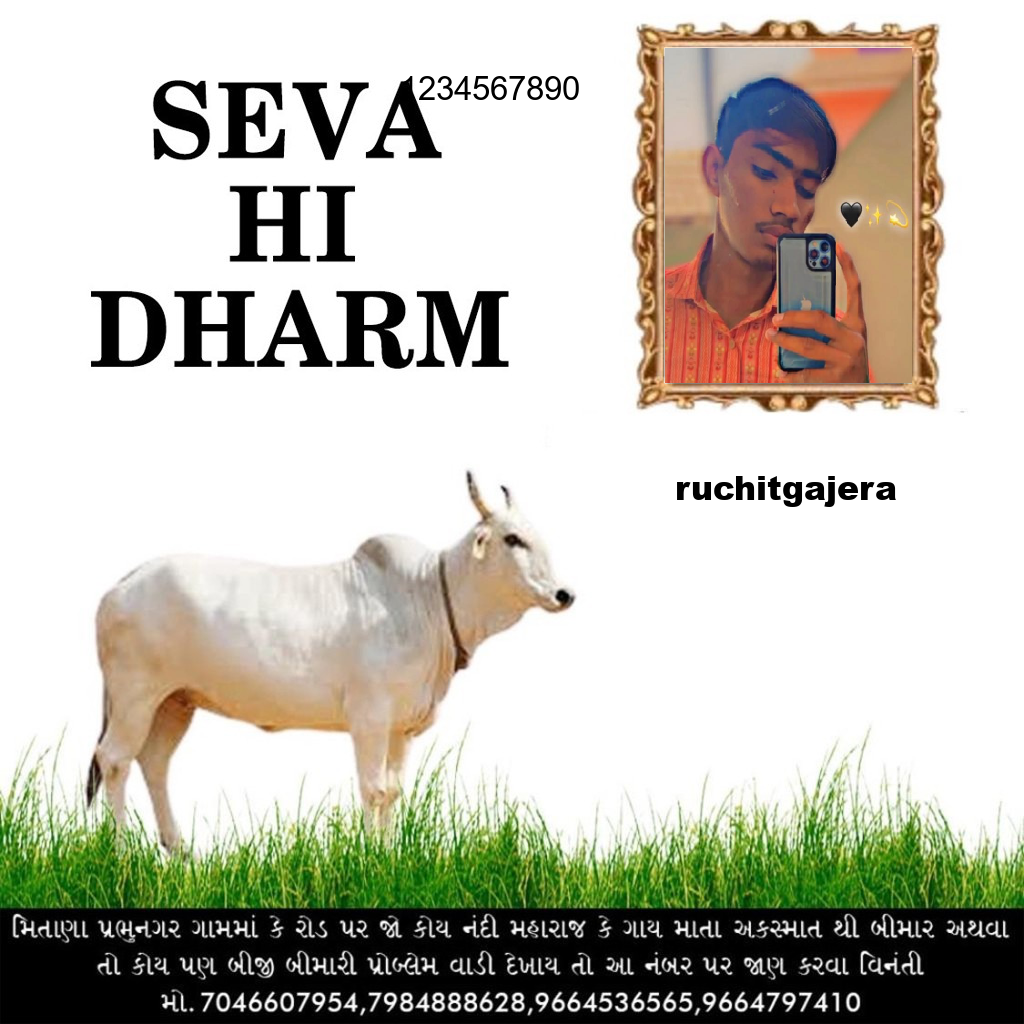 SEVA
1234567890
HI
DHARM
ruchitgajera
મિતાણા પ્રભુનગર ગામમાં કે રોડ પર જો કોય નંદી મહારાજ કે ગાય માતા અકસ્માત થી બીમાર અથવા
તો કોય પણ બીજી બીમારી પ્રોબ્લેમ વાડી દેખાય તો આ નંબર પર જાણ કરવા વિનંતી
મો. 7046607954,7984888628,9664536565,9664797410